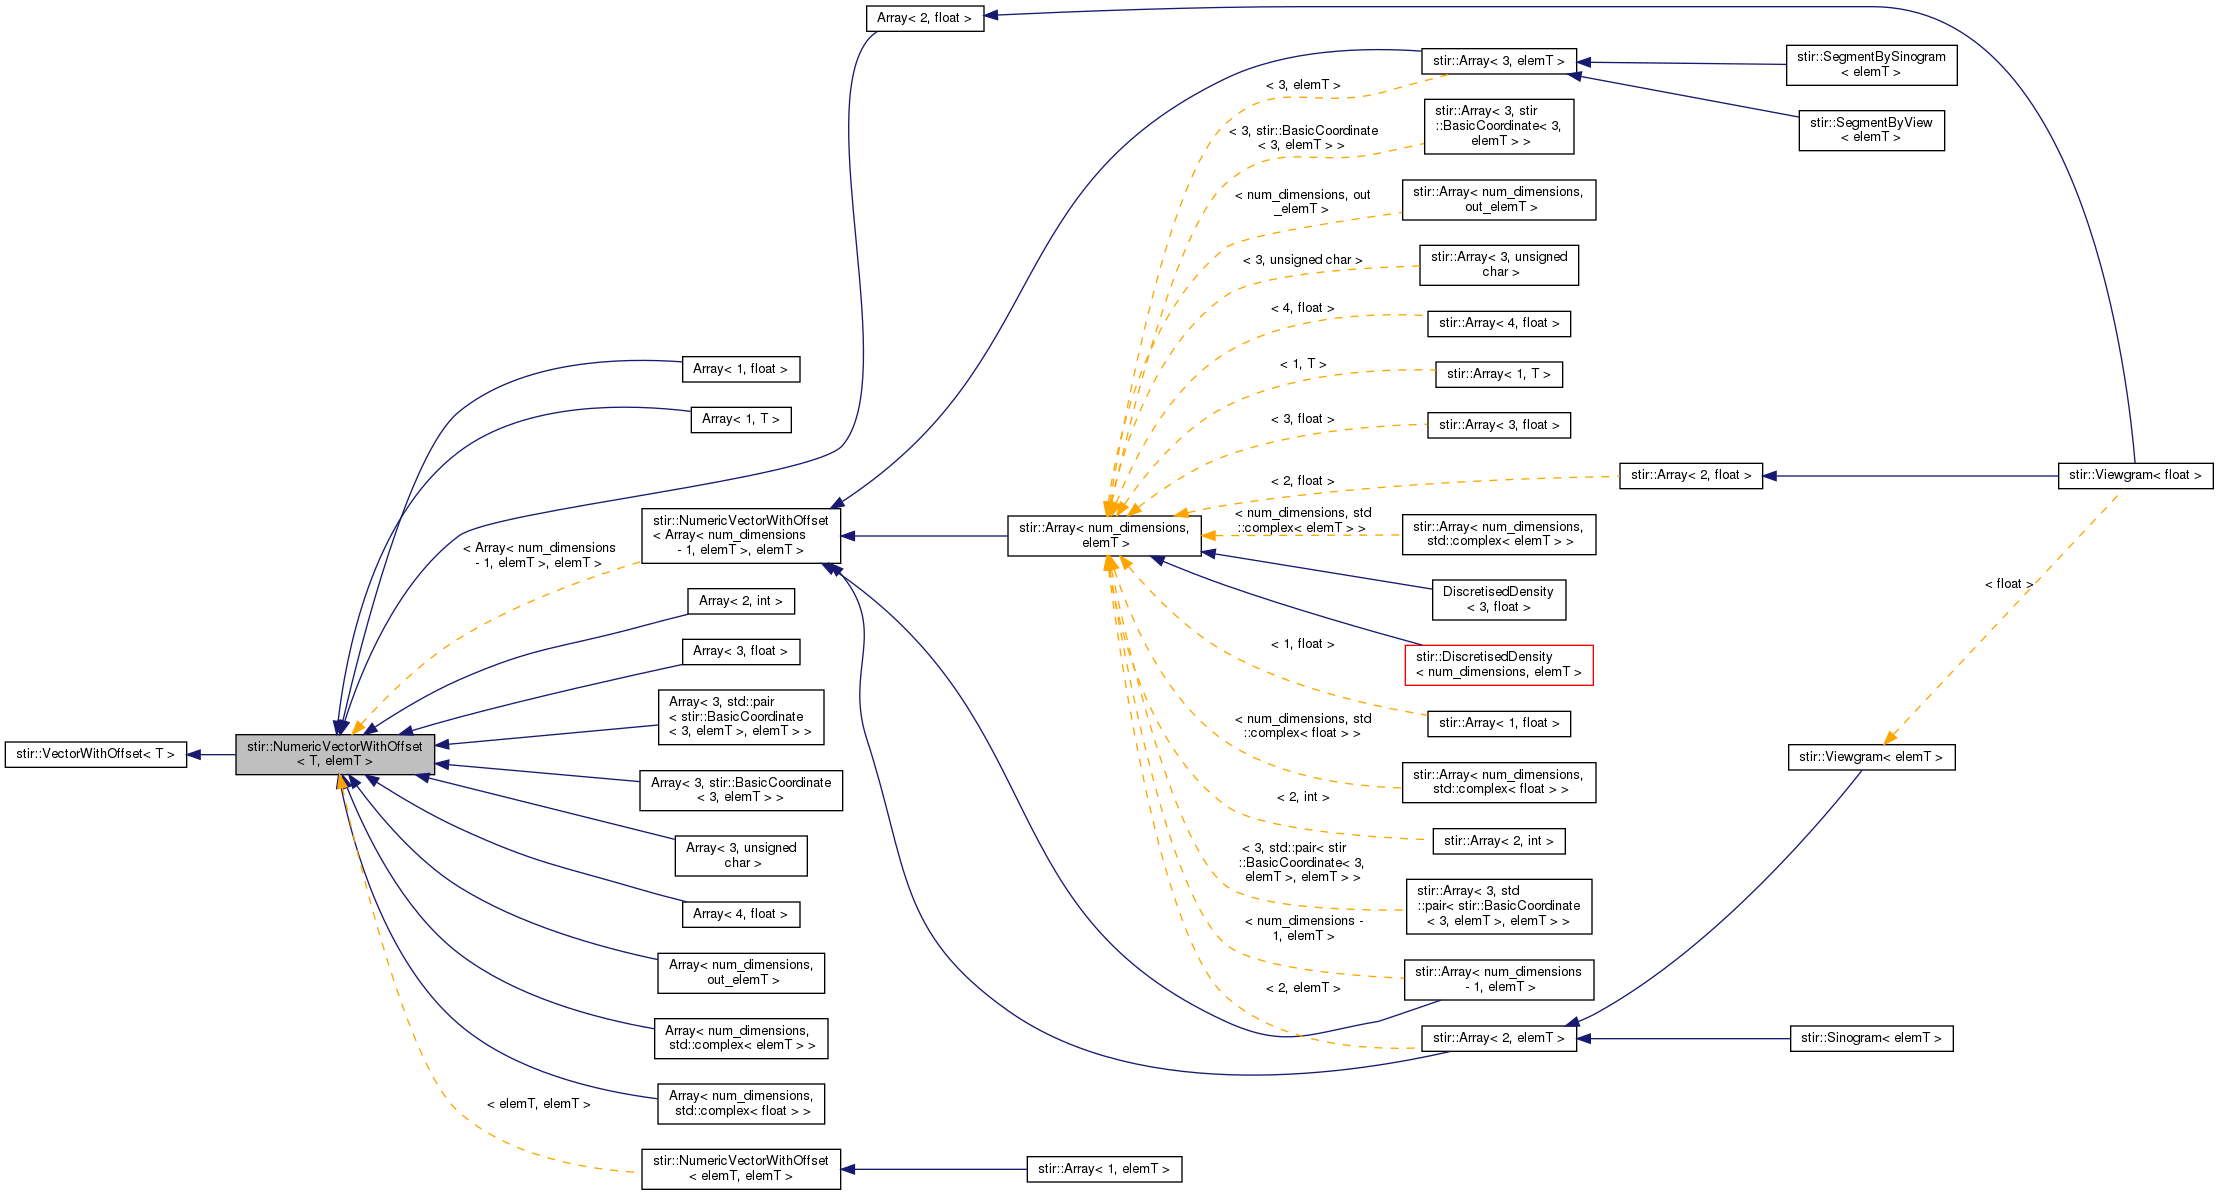 stir::VectorWithOffset< T >
stir::NumericVectorWithOffset
< T, elemT >
Array< 2, float >
Array< 1, float >
Array< 1, T >
< Array< num_dimensions
- 1, elemT >, elemT >
stir::NumericVectorWithOffset
< Array< num_dimensions
- 1, elemT >, elemT >
Array< 2, int >
Array< 3, float >
Array< 3, std::pair
< stir::BasicCoordinate
< 3, elemT >, elemT > >
Array< 3, stir::BasicCoordinate
< 3, elemT > >
Array< 3, unsigned
char >
Array< 4, float >
Array< num_dimensions,
out_elemT >
Array< num_dimensions,
std::complex< elemT > >
Array< num_dimensions,
std::complex< float > >
< elemT, elemT >
stir::NumericVectorWithOffset
< elemT, elemT >
stir::Array< 1, elemT >
stir::Array< num_dimensions,
elemT >
< 3, elemT >
< 3, stir::BasicCoordinate
< 3, elemT > >
< num_dimensions, out
_elemT >
< 3, unsigned char >
< 4, float >
< 1, T >
< 3, float >
< 2, float >
< num_dimensions, std
::complex< elemT > >
< 1, float >
< num_dimensions, std
::complex< float > >
< 2, int >
< 3, std::pair< stir
::BasicCoordinate< 3,
elemT >, elemT > >
< num_dimensions -
1, elemT >
< 2, elemT >
stir::Array< 3, elemT >
stir::Array< 3, stir
::BasicCoordinate< 3,
elemT > >
stir::Array< num_dimensions,
out_elemT >
stir::Array< 3, unsigned
char >
stir::Array< 4, float >
stir::Array< 1, T >
stir::Array< 3, float >
stir::Array< 2, float >
stir::Array< num_dimensions,
std::complex< elemT > >
DiscretisedDensity
< 3, float >
stir::DiscretisedDensity
< num_dimensions, elemT >
stir::Array< 1, float >
stir::Array< num_dimensions,
std::complex< float > >
stir::Array< 2, int >
stir::Array< 3, std
::pair< stir::BasicCoordinate
< 3, elemT >, elemT > >
stir::Array< num_dimensions
- 1, elemT >
stir::Array< 2, elemT >
stir::SegmentBySinogram
< elemT >
stir::SegmentByView
< elemT >
stir::Viewgram< float >
< float >
stir::Viewgram< elemT >
stir::Sinogram< elemT >